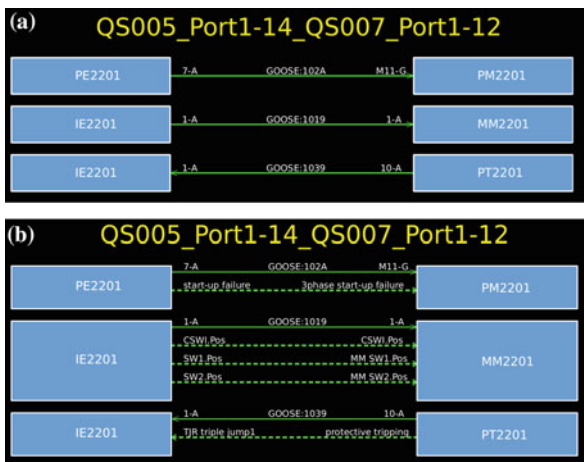 (a)
QS005_Port1-14_QS007_Port1-12
PE2201 7-A GOOSE:102A M11-G PM2201
IE2201 1-A GOOSE:1019 1-A MM2201
IE2201 1-A GOOSE:1039 10-A PT2201
(b)
QS005_Port1-14_QS007_Port1-12
7-A GOOSE:102A M11-G
PE2201 start-up failure 3phase start-up failure PM2201
1-A GOOSE:1019 1-A
CSWI.Pos CSWI.Pos
IE2201 SW1.Pos MM SW1.Pos MM2201
SW2.Pos MM SW2.Pos
1-A GOOSE:1039 10-A
IE2201 TJR triple jump1 protective tripping PT2201